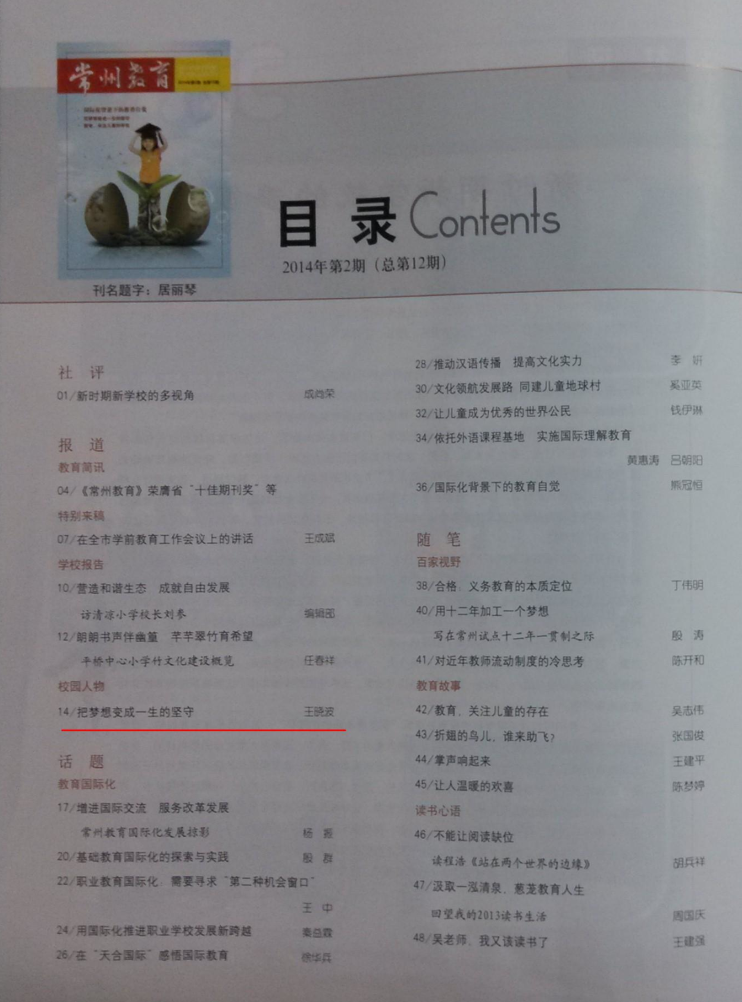 常州教育
目 录 Contents
2014年第2期（总第12期）
刊名题字：居丽琴
社 评
01/新时期新学校的多视角 成尚荣
报 道
教育简讯
04/《常州教育》荣膺省“十佳期刊奖”等
特别来稿
07/在全市学前教育工作会议上的讲话 王成斌
学校报告
10/营造和谐生态 成就自由发展
访清凉小学校长刘参 编辑部
12/朗朗书声伴幽篁 芊芊翠竹育希望
平桥中心小学竹文化建设概览 任春祥
校园人物
14/把梦想变成一生的坚守 王晓波
话 题
教育国际化
17/增进国际交流 服务改革发展
常州教育国际化发展掠影 杨 振
20/基础教育国际化的探索与实践 殷 群
22/职业教育国际化：需要寻求“第二种机会窗口”
王 中
24/用国际化推进职业学校发展新跨越 秦益霖
26/在“天合国际”感悟国际教育 徐华兵
28/推动汉语传播 提高文化实力 李 妍
30/文化领航发展路 同建儿童地球村 奚亚英
32/让儿童成为优秀的世界公民 钱伊琳
34/依托外语课程基地 实施国际理解教育
黄惠涛 吕朝阳
36/国际化背景下的教育自觉 熊冠恒
随 笔
百家视野
38/合格：义务教育的本质定位 丁伟明
40/用十二年加工一个梦想
写在常州试点十二年一贯制之际 殷 涛
41/对近年教师流动制度的冷思考 陈开和
教育故事
42/教育，关注儿童的存在 吴志伟
43/折翅的鸟儿，谁来助飞？ 张国俊
44/掌声响起来 王建平
45/让人温暖的欢喜 陈梦婷
读书心语
46/不能让阅读缺位
读程浩《站在两个世界的边缘》 胡兵祥
47/汲取一泓清泉，葱茏教育人生
回望我的2013读书生活 周国庆
48/吴老师，我又该读书了 王建强